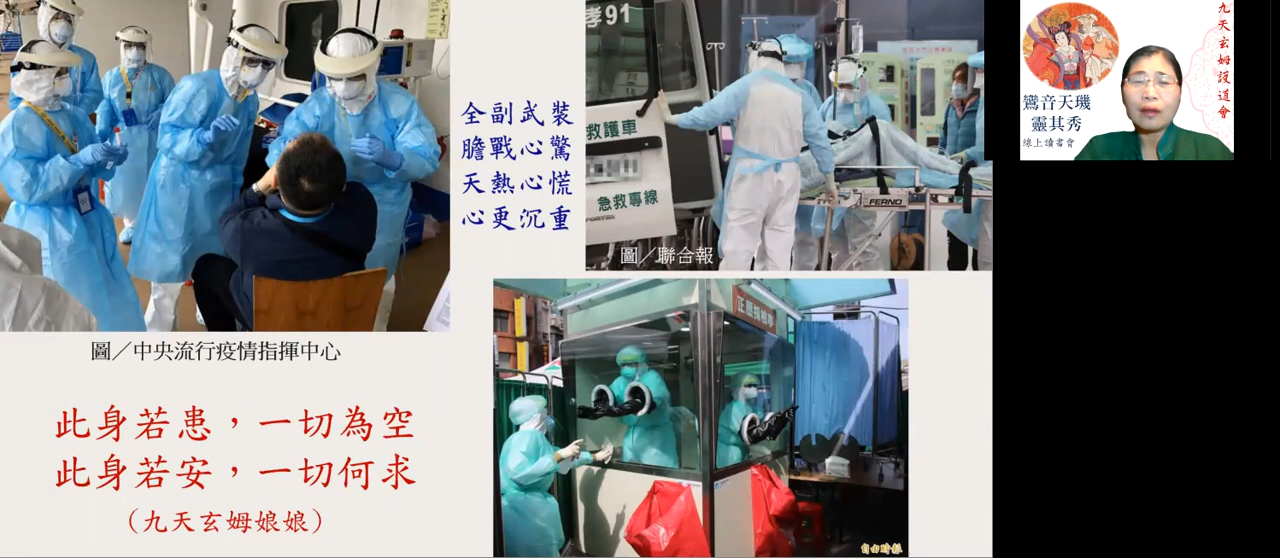 孝91
救護車
急救專線
FERNO
圖／聯合報
全副武裝
膽戰心驚
天熱心慌
心更沉重
圖／中央流行疫情指揮中心
此身若患，一切為空
此身若安，一切何求
（九天玄姆娘娘）
自由時報
九天玄姆護道會
鸞音天璣
靈其秀
線上讀書會